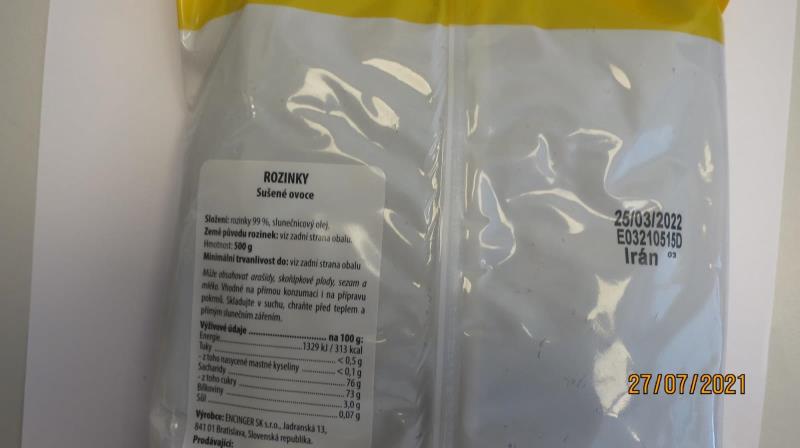 ROZINKY
Sušené ovoce
Složení: rozinky 99 %, slunečnicový olej.
Země původu rozinek: viz zadní strana obalu.
Hmotnost: 500 g
Minimální trvanlivost do: viz zadní strana obalu
Může obsahovat arašídy, skořápkové plody, sezam a
mléko. Vhodné na přímou konzumaci i na přípravu
pokrmů. Skladujte v suchu, chraňte před teplem a
přímým slunečním zářením.
Výživové údaje ........................ na 100 g:
Energie ........................ 1329 kJ / 313 kcal
Tuky ........................ < 0,5 g
- z toho nasycené mastné kyseliny ............ < 0,1 g
Sacharidy ........................ 76 g
- z toho cukry ........................ 73 g
Bílkoviny ........................ 3,0 g
Sůl ........................ 0,07 g
Výrobce: ENCINGER SK s.r.o., Jadranská 13,
841 01 Bratislava, Slovenská republika.
Prodávající:
25/03/2022
E03210515D
Irán 03
27/07/2021